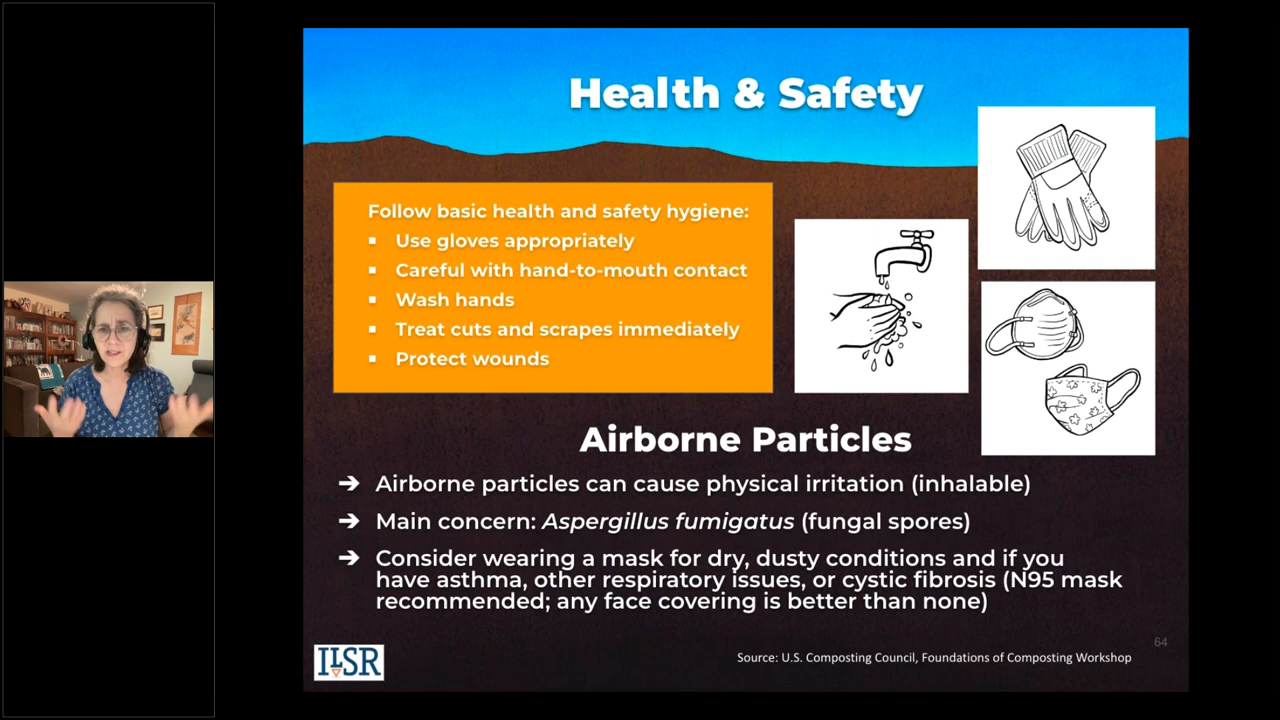 Health & Safety
Follow basic health and safety hygiene:
▪ Use gloves appropriately
▪ Careful with hand-to-mouth contact
▪ Wash hands
▪ Treat cuts and scrapes immediately
▪ Protect wounds
Airborne Particles
➔ Airborne particles can cause physical irritation (inhalable)
➔ Main concern: Aspergillus fumigatus (fungal spores)
➔ Consider wearing a mask for dry, dusty conditions and if you
have asthma, other respiratory issues, or cystic fibrosis (N95 mask
recommended; any face covering is better than none)
64
ILSR
Source: U.S. Composting Council, Foundations of Composting Workshop